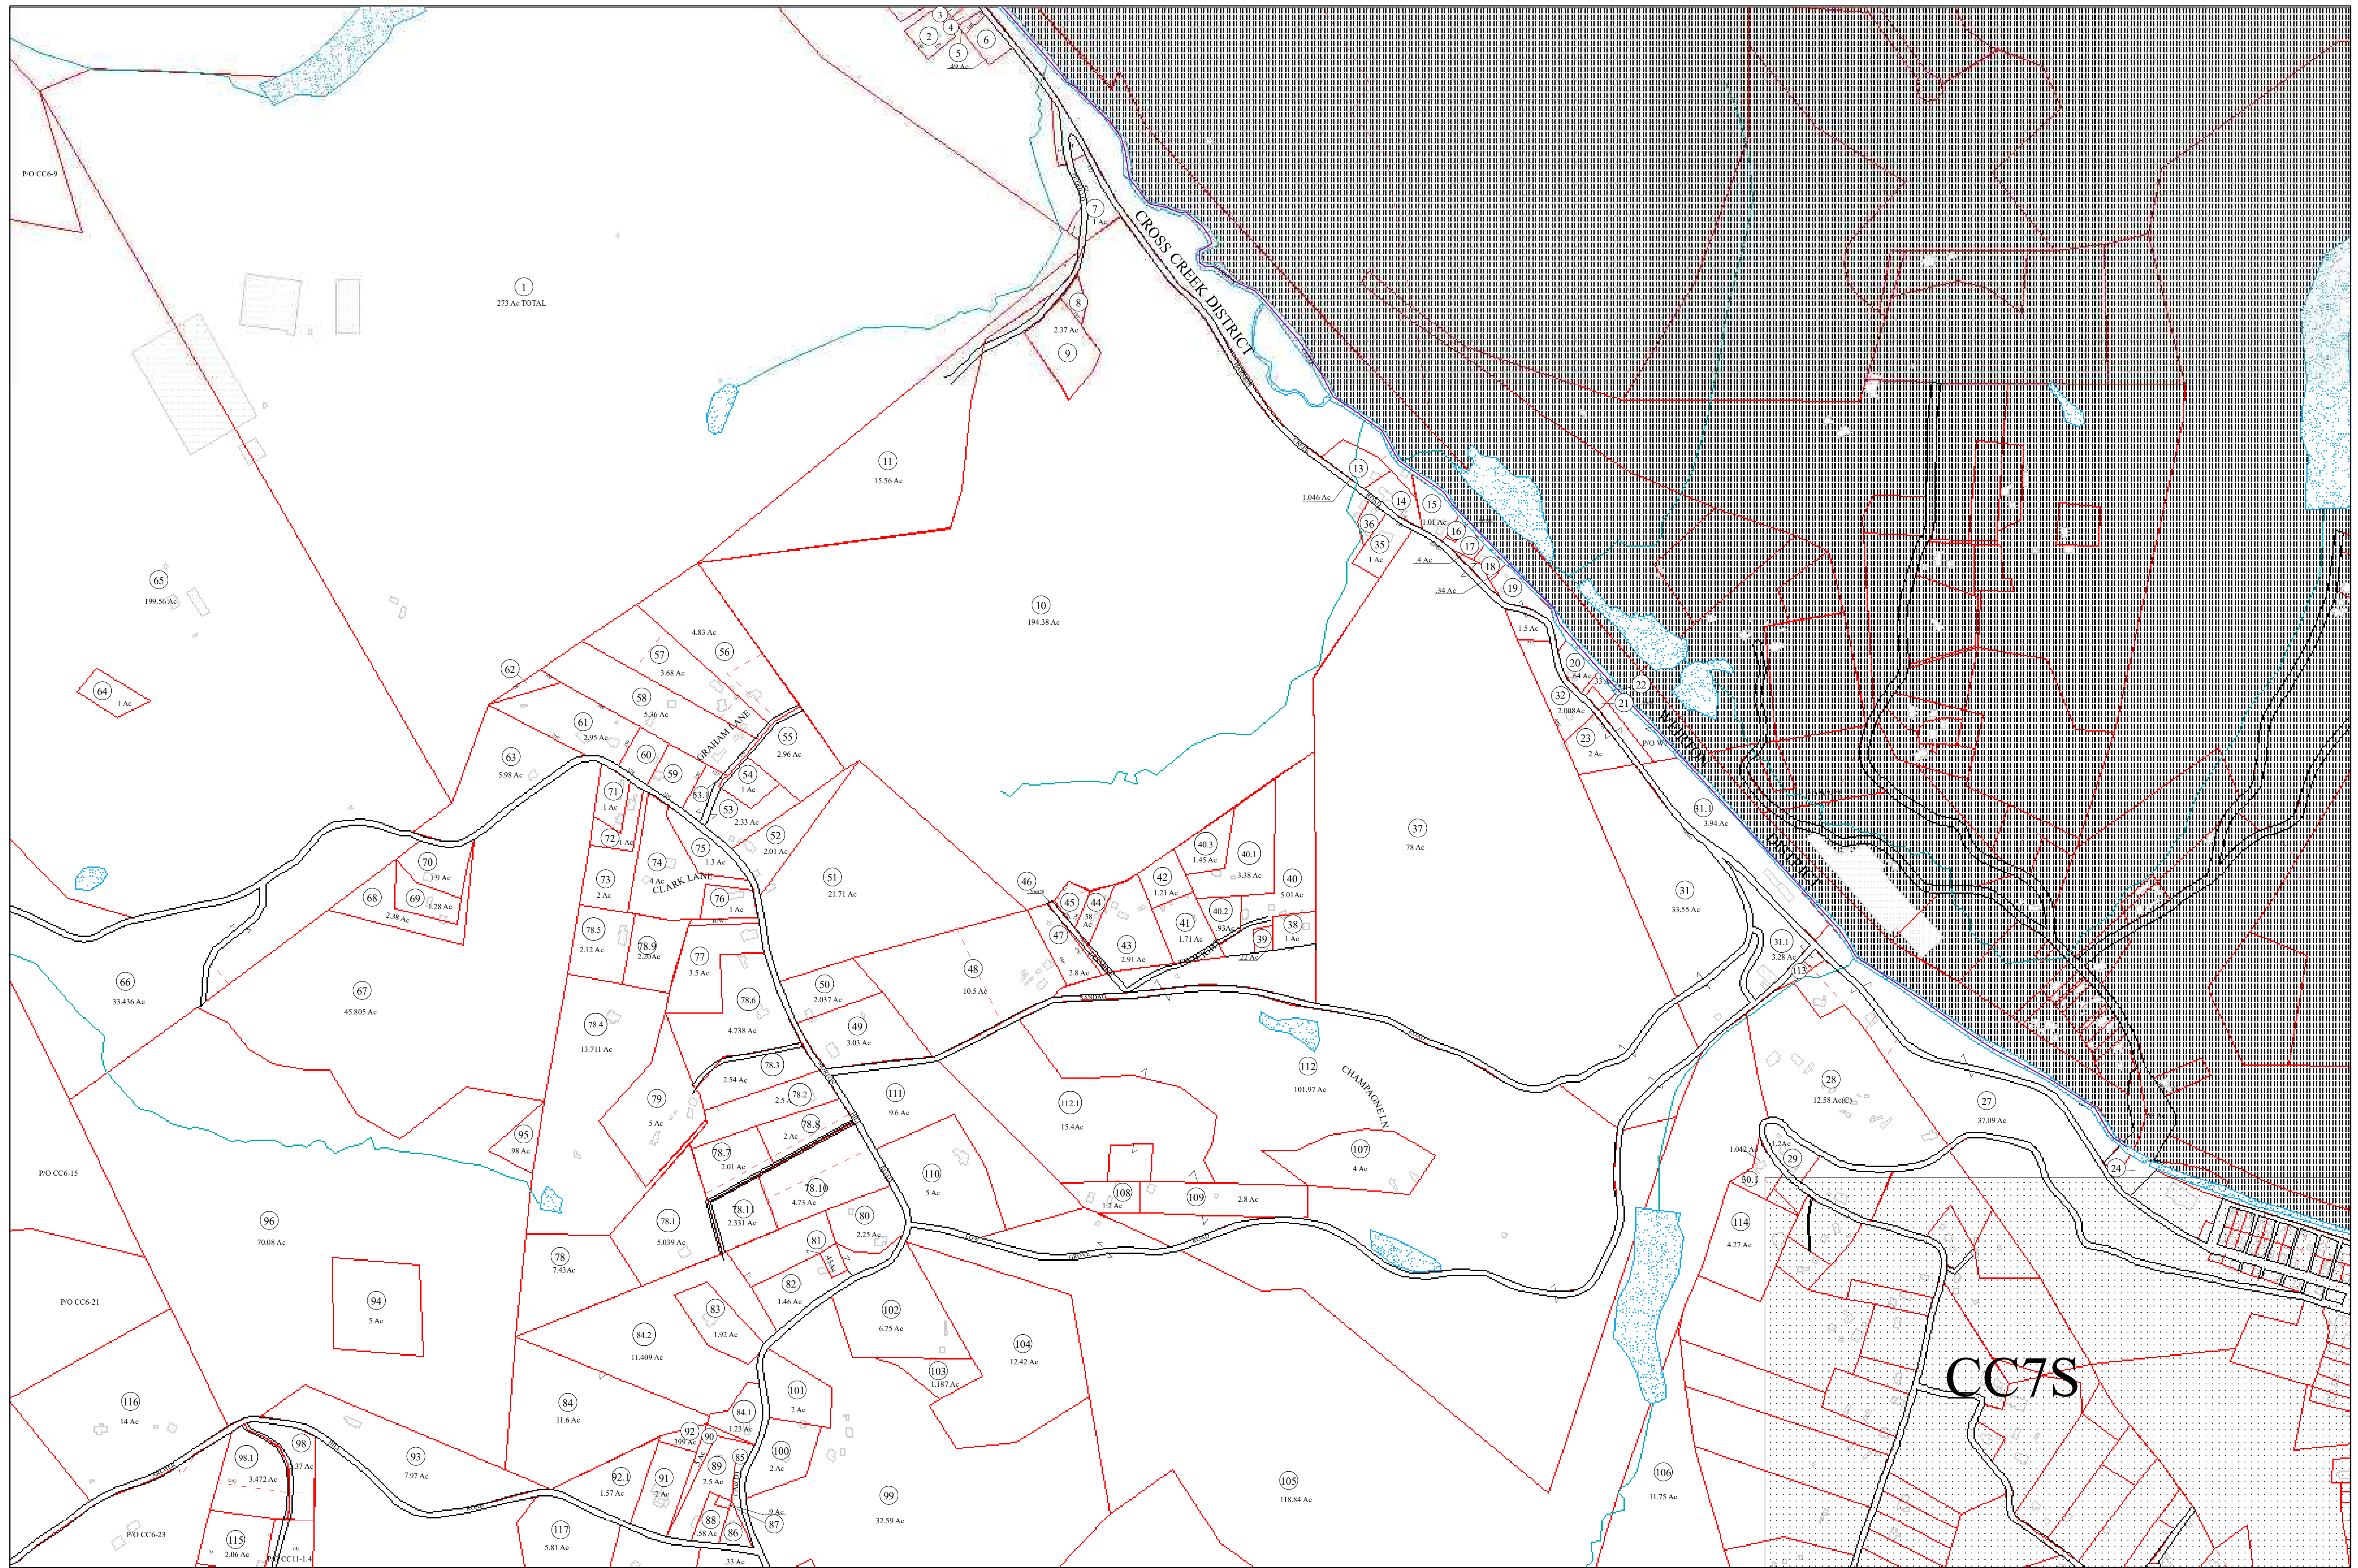 3
4
2
6
5
.49 Ac
P/O CC6-9
7
1 Ac
CROSS CREEK DISTRICT
1
273 Ac TOTAL
8
2.37 Ac
9
11
15.56 Ac
13
1.046 Ac
14
15
1.01 Ac
36
35
1 Ac
16
17
.4 Ac
18
.34 Ac
19
65
199.56 Ac
10
194.38 Ac
1.5 Ac
4.83 Ac
56
57
3.68 Ac
62
20
.64 Ac
22
21
64
1 Ac
58
5.36 Ac
32
2.008Ac
61
2.95 Ac
GRAHAM LANE
55
2.96 Ac
23
2 Ac
WEIRTON
DISTRICT
63
5.98 Ac
60
59
54
1 Ac
53.1
53
2.33 Ac
71
1 Ac
72
1 Ac
31.1
3.94 Ac
37
78 Ac
52
2.01 Ac
75
1.3 Ac
74
4 Ac
CLARK LANE
40.3
1.45 Ac
40.1
3.38 Ac
70
1.9 Ac
69
1.28 Ac
68
2.38 Ac
73
2 Ac
51
21.71 Ac
42
1.21 Ac
40
5.01Ac
31
33.55 Ac
76
1 Ac
R/W
46
45
44
.58
Ac
40.2
.93Ac
41
1.71 Ac
38
1 Ac
39
.22 Ac
78.5
2.12 Ac
78.9
2.20Ac
77
3.5 Ac
47
2.8 Ac
43
2.91 Ac
31.1
3.28 Ac
113
66
33.436 Ac
67
45.805 Ac
50
2.037 Ac
48
10.5 Ac
78.6
4.738 Ac
78.4
13.711 Ac
49
3.03 Ac
78.3
2.54 Ac
112
101.97 Ac
CHAMPAGNE LN.
28
12.58 Ac(C)
27
37.09 Ac
79
5 Ac
78.2
111
9.6 Ac
112.1
15.4Ac
78.8
2 Ac
95
.98 Ac
78.7
2.01 Ac
107
4 Ac
1.2Ac
29
1.042 Ac
30.1
24
P/O CC6-15
110
5 Ac
78.10
4.73 Ac
108
1.2 Ac
109
2.8 Ac
78.11
2.331 Ac
78.1
5.039 Ac
80
2.25 Ac
96
70.08 Ac
114
4.27 Ac
81
LOW
GROVE
ROAD
78
7.43Ac
82
1.46 Ac
P/O CC6-21
94
5 Ac
83
1.92 Ac
102
6.75 Ac
84.2
11.409 Ac
104
12.42 Ac
103
1.187 Ac
CC7S
116
14 Ac
84
11.6 Ac
101
2 Ac
84.1
1.23 Ac
92
.399 Ac
90
98
.37 Ac
98.1
3.472 Ac
93
7.97 Ac
85
89
2.5 Ac
100
2 Ac
92.1
1.57 Ac
91
2 Ac
106
11.75 Ac
105
118.84 Ac
99
32.59 Ac
.9 Ac
87
88
.58 Ac
86
.33 Ac
P/O CC6-23
115
2.06 Ac
117
5.81 Ac